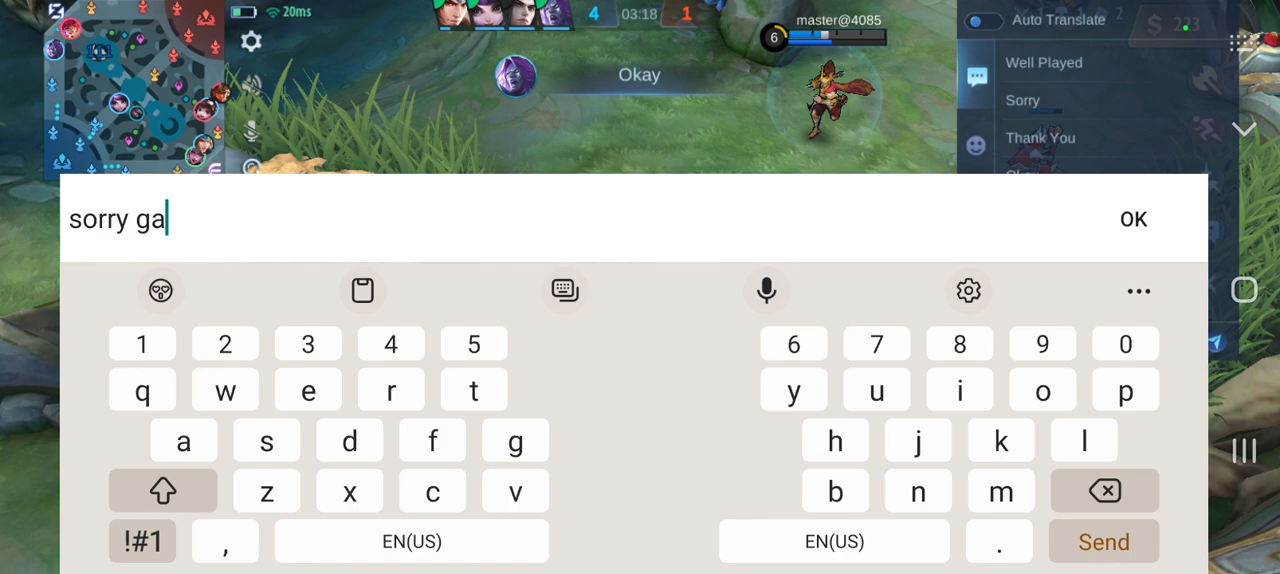 20ms
4 03:18 1
master@4085
6
Okay
Auto Translate
2
Well Played
Sorry
Thank You
sorry ga
OK
1 2 3 4 5 6 7 8 9 0
q w e r t y u i o p
a s d f g h j k l
z x c v b n m
!#1 , EN(US) EN(US) . Send